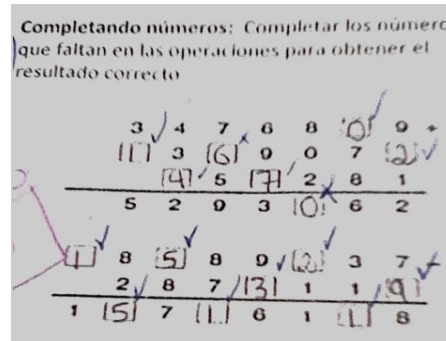 Completando números: Completar los número
que faltan en las operaciones para obtener el
resultado correcto
3 4 7 6 8 [0] 9 +
[1] 3 [6] 9 0 7 [2]
[4] 5 [7] 2 8 1
5 2 9 3 [0] 6 2
[1] 8 [5] 8 9 [2] 3 7 -
2 8 7 [3] 1 1 [9]
1 [5] 7 [1] 6 1 [1] 8